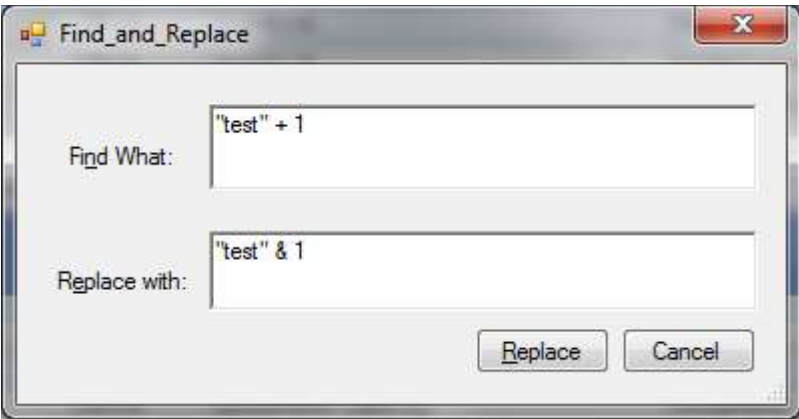 Find_and_Replace
Find What:
"test" + 1
Replace with:
"test" & 1
Replace
Cancel